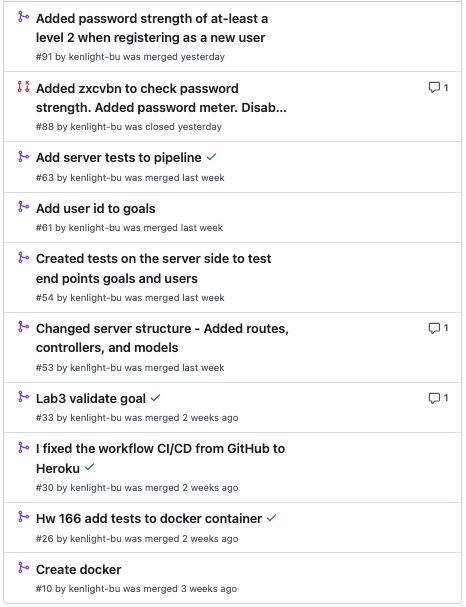 Added password strength of at-least a
level 2 when registering as a new user
#91 by kenlight-bu was merged yesterday
Added zxcvbn to check password
strength. Added password meter. Disab...
1
#88 by kenlight-bu was closed yesterday
Add server tests to pipeline
#63 by kenlight-bu was merged last week
Add user id to goals
#61 by kenlight-bu was merged last week
Created tests on the server side to test
end points goals and users
#54 by kenlight-bu was merged last week
Changed server structure - Added routes,
controllers, and models
1
#53 by kenlight-bu was merged last week
Lab3 validate goal
1
#33 by kenlight-bu was merged 2 weeks ago
I fixed the workflow CI/CD from GitHub to
Heroku
#30 by kenlight-bu was merged 2 weeks ago
Hw 166 add tests to docker container
#26 by kenlight-bu was merged 2 weeks ago
Create docker
#10 by kenlight-bu was merged 3 weeks ago